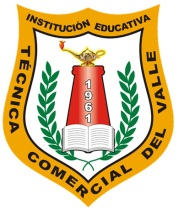 INSTITUCIÓN EDUCATIVA
TÉCNICA COMERCIAL DEL VALLE
1961